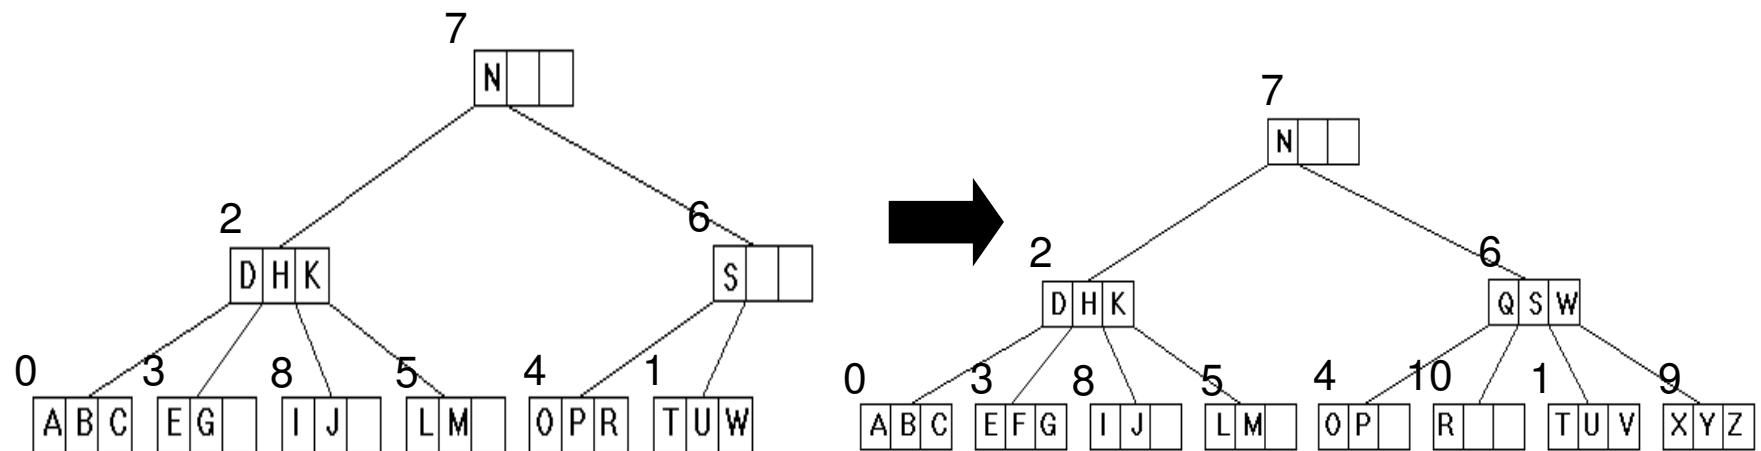 7
N
7
N
2 6
D H K S
2 6
D H K Q S W
0 3 8 5 4 1
A B C E G I J L M O P R T U W
0 3 8 5 4 10 1 9
A B C E F G I J L M O P R T U V X Y Z